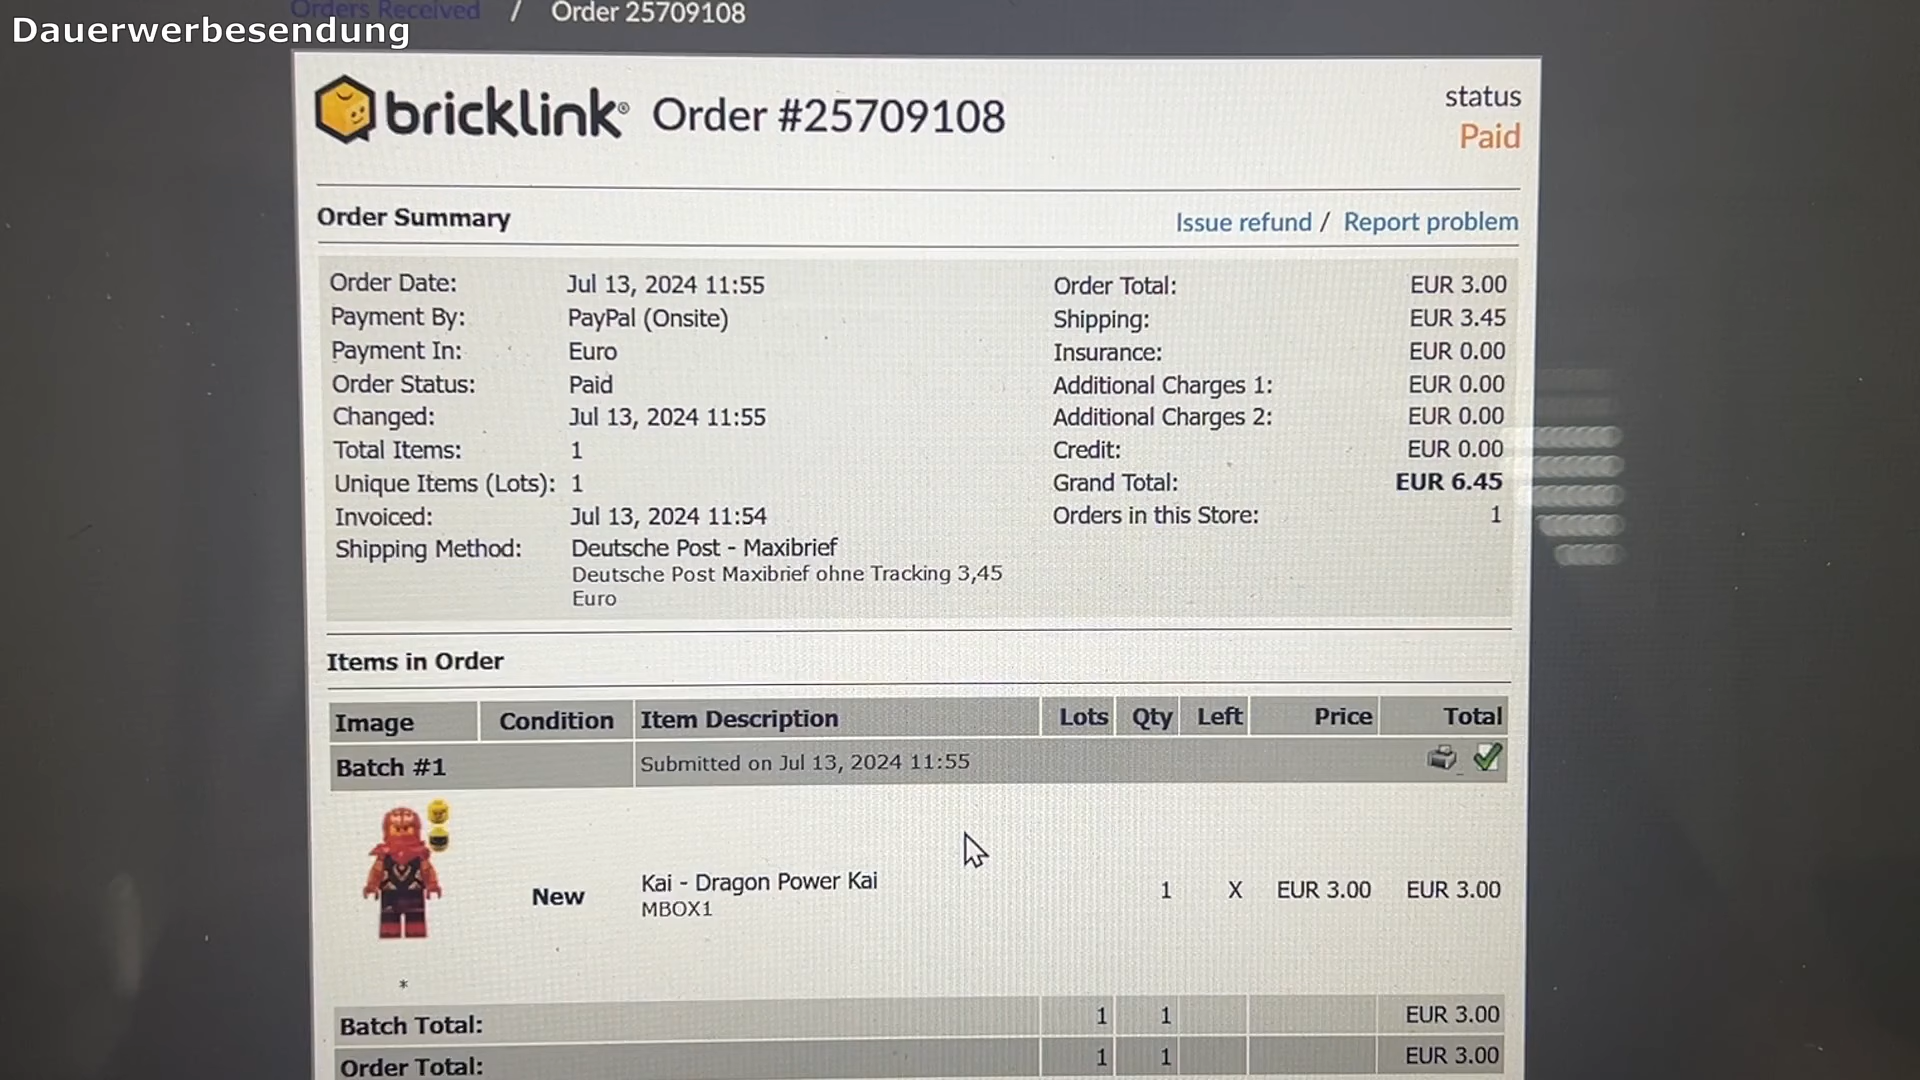 Orders Received / Order 25709108
Dauerwerbesendung
bricklink® Order #25709108
status
Paid
Order Summary
Issue refund / Report problem
Order Date: Jul 13, 2024 11:55 Order Total: EUR 3.00
Payment By: PayPal (Onsite) Shipping: EUR 3.45
Payment In: Euro Insurance: EUR 0.00
Order Status: Paid Additional Charges 1: EUR 0.00
Changed: Jul 13, 2024 11:55 Additional Charges 2: EUR 0.00
Total Items: 1 Credit: EUR 0.00
Unique Items (Lots): 1 Grand Total: EUR 6.45
Invoiced: Jul 13, 2024 11:54 Orders in this Store: 1
Shipping Method: Deutsche Post - Maxibrief
Deutsche Post Maxibrief ohne Tracking 3,45
Euro
Items in Order
Image Condition Item Description Lots Qty Left Price Total
Batch #1 Submitted on Jul 13, 2024 11:55
New Kai - Dragon Power Kai 1 X EUR 3.00 EUR 3.00
MBOX1
*
Batch Total: 1 1 EUR 3.00
Order Total: 1 1 EUR 3.00